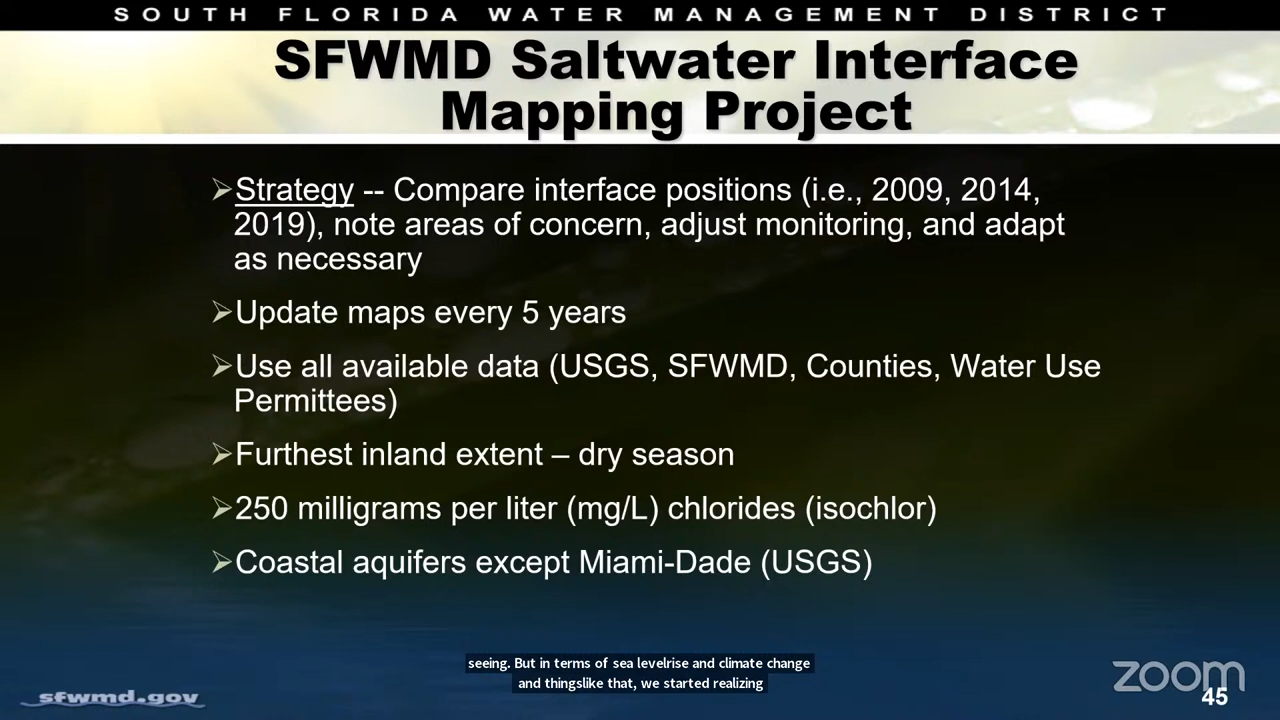 SOUTH FLORIDA WATER MANAGEMENT DISTRICT
SFWMD Saltwater Interface
Mapping Project
➢Strategy -- Compare interface positions (i.e., 2009, 2014,
2019), note areas of concern, adjust monitoring, and adapt
as necessary
➢Update maps every 5 years
➢Use all available data (USGS, SFWMD, Counties, Water Use
Permittees)
➢Furthest inland extent – dry season
➢250 milligrams per liter (mg/L) chlorides (isochlor)
➢Coastal aquifers except Miami-Dade (USGS)
seeing. But in terms of sea levelrise and climate change
and thingslike that, we started realizing
sfwmd.gov
zoom
45